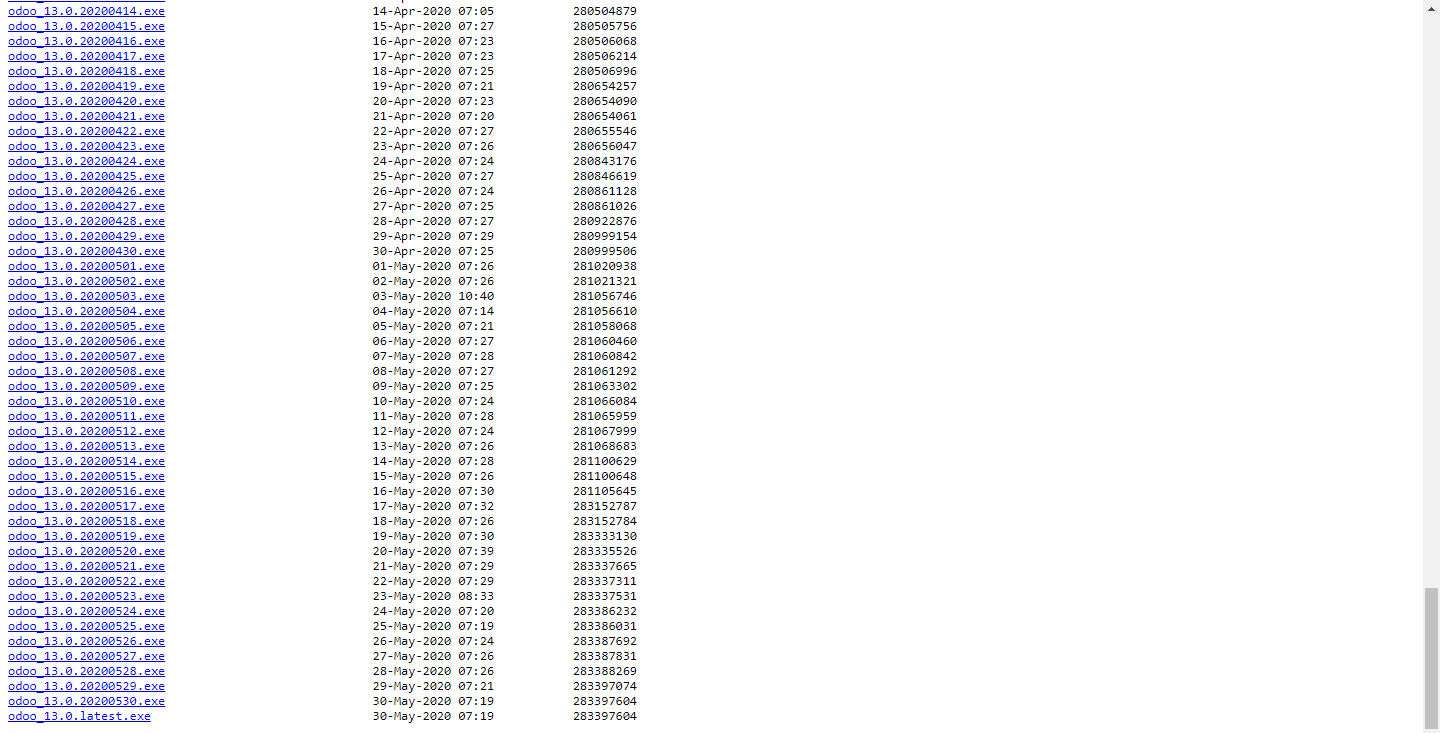 odoo_13.0.20200414.exe 14-Apr-2020 07:05 280504879
odoo_13.0.20200415.exe 15-Apr-2020 07:27 280505756
odoo_13.0.20200416.exe 16-Apr-2020 07:23 280506068
odoo_13.0.20200417.exe 17-Apr-2020 07:23 280506214
odoo_13.0.20200418.exe 18-Apr-2020 07:25 280506996
odoo_13.0.20200419.exe 19-Apr-2020 07:21 280654257
odoo_13.0.20200420.exe 20-Apr-2020 07:23 280654090
odoo_13.0.20200421.exe 21-Apr-2020 07:20 280654061
odoo_13.0.20200422.exe 22-Apr-2020 07:27 280655546
odoo_13.0.20200423.exe 23-Apr-2020 07:26 280656047
odoo_13.0.20200424.exe 24-Apr-2020 07:24 280843176
odoo_13.0.20200425.exe 25-Apr-2020 07:27 280846619
odoo_13.0.20200426.exe 26-Apr-2020 07:24 280861128
odoo_13.0.20200427.exe 27-Apr-2020 07:25 280861026
odoo_13.0.20200428.exe 28-Apr-2020 07:27 280922876
odoo_13.0.20200429.exe 29-Apr-2020 07:29 280999154
odoo_13.0.20200430.exe 30-Apr-2020 07:25 280999506
odoo_13.0.20200501.exe 01-May-2020 07:26 281020938
odoo_13.0.20200502.exe 02-May-2020 07:26 281021321
odoo_13.0.20200503.exe 03-May-2020 10:40 281056746
odoo_13.0.20200504.exe 04-May-2020 07:14 281056610
odoo_13.0.20200505.exe 05-May-2020 07:21 281058068
odoo_13.0.20200506.exe 06-May-2020 07:27 281060460
odoo_13.0.20200507.exe 07-May-2020 07:28 281060842
odoo_13.0.20200508.exe 08-May-2020 07:27 281061292
odoo_13.0.20200509.exe 09-May-2020 07:25 281063302
odoo_13.0.20200510.exe 10-May-2020 07:24 281066084
odoo_13.0.20200511.exe 11-May-2020 07:28 281065959
odoo_13.0.20200512.exe 12-May-2020 07:24 281067999
odoo_13.0.20200513.exe 13-May-2020 07:26 281068683
odoo_13.0.20200514.exe 14-May-2020 07:28 281100629
odoo_13.0.20200515.exe 15-May-2020 07:26 281100648
odoo_13.0.20200516.exe 16-May-2020 07:30 281105645
odoo_13.0.20200517.exe 17-May-2020 07:32 283152787
odoo_13.0.20200518.exe 18-May-2020 07:26 283152784
odoo_13.0.20200519.exe 19-May-2020 07:30 283333130
odoo_13.0.20200520.exe 20-May-2020 07:39 283335526
odoo_13.0.20200521.exe 21-May-2020 07:29 283337665
odoo_13.0.20200522.exe 22-May-2020 07:29 283337311
odoo_13.0.20200523.exe 23-May-2020 08:33 283337531
odoo_13.0.20200524.exe 24-May-2020 07:20 283386232
odoo_13.0.20200525.exe 25-May-2020 07:19 283386031
odoo_13.0.20200526.exe 26-May-2020 07:24 283387692
odoo_13.0.20200527.exe 27-May-2020 07:26 283387831
odoo_13.0.20200528.exe 28-May-2020 07:26 283388269
odoo_13.0.20200529.exe 29-May-2020 07:21 283397074
odoo_13.0.20200530.exe 30-May-2020 07:19 283397604
odoo_13.0.latest.exe 30-May-2020 07:19 283397604